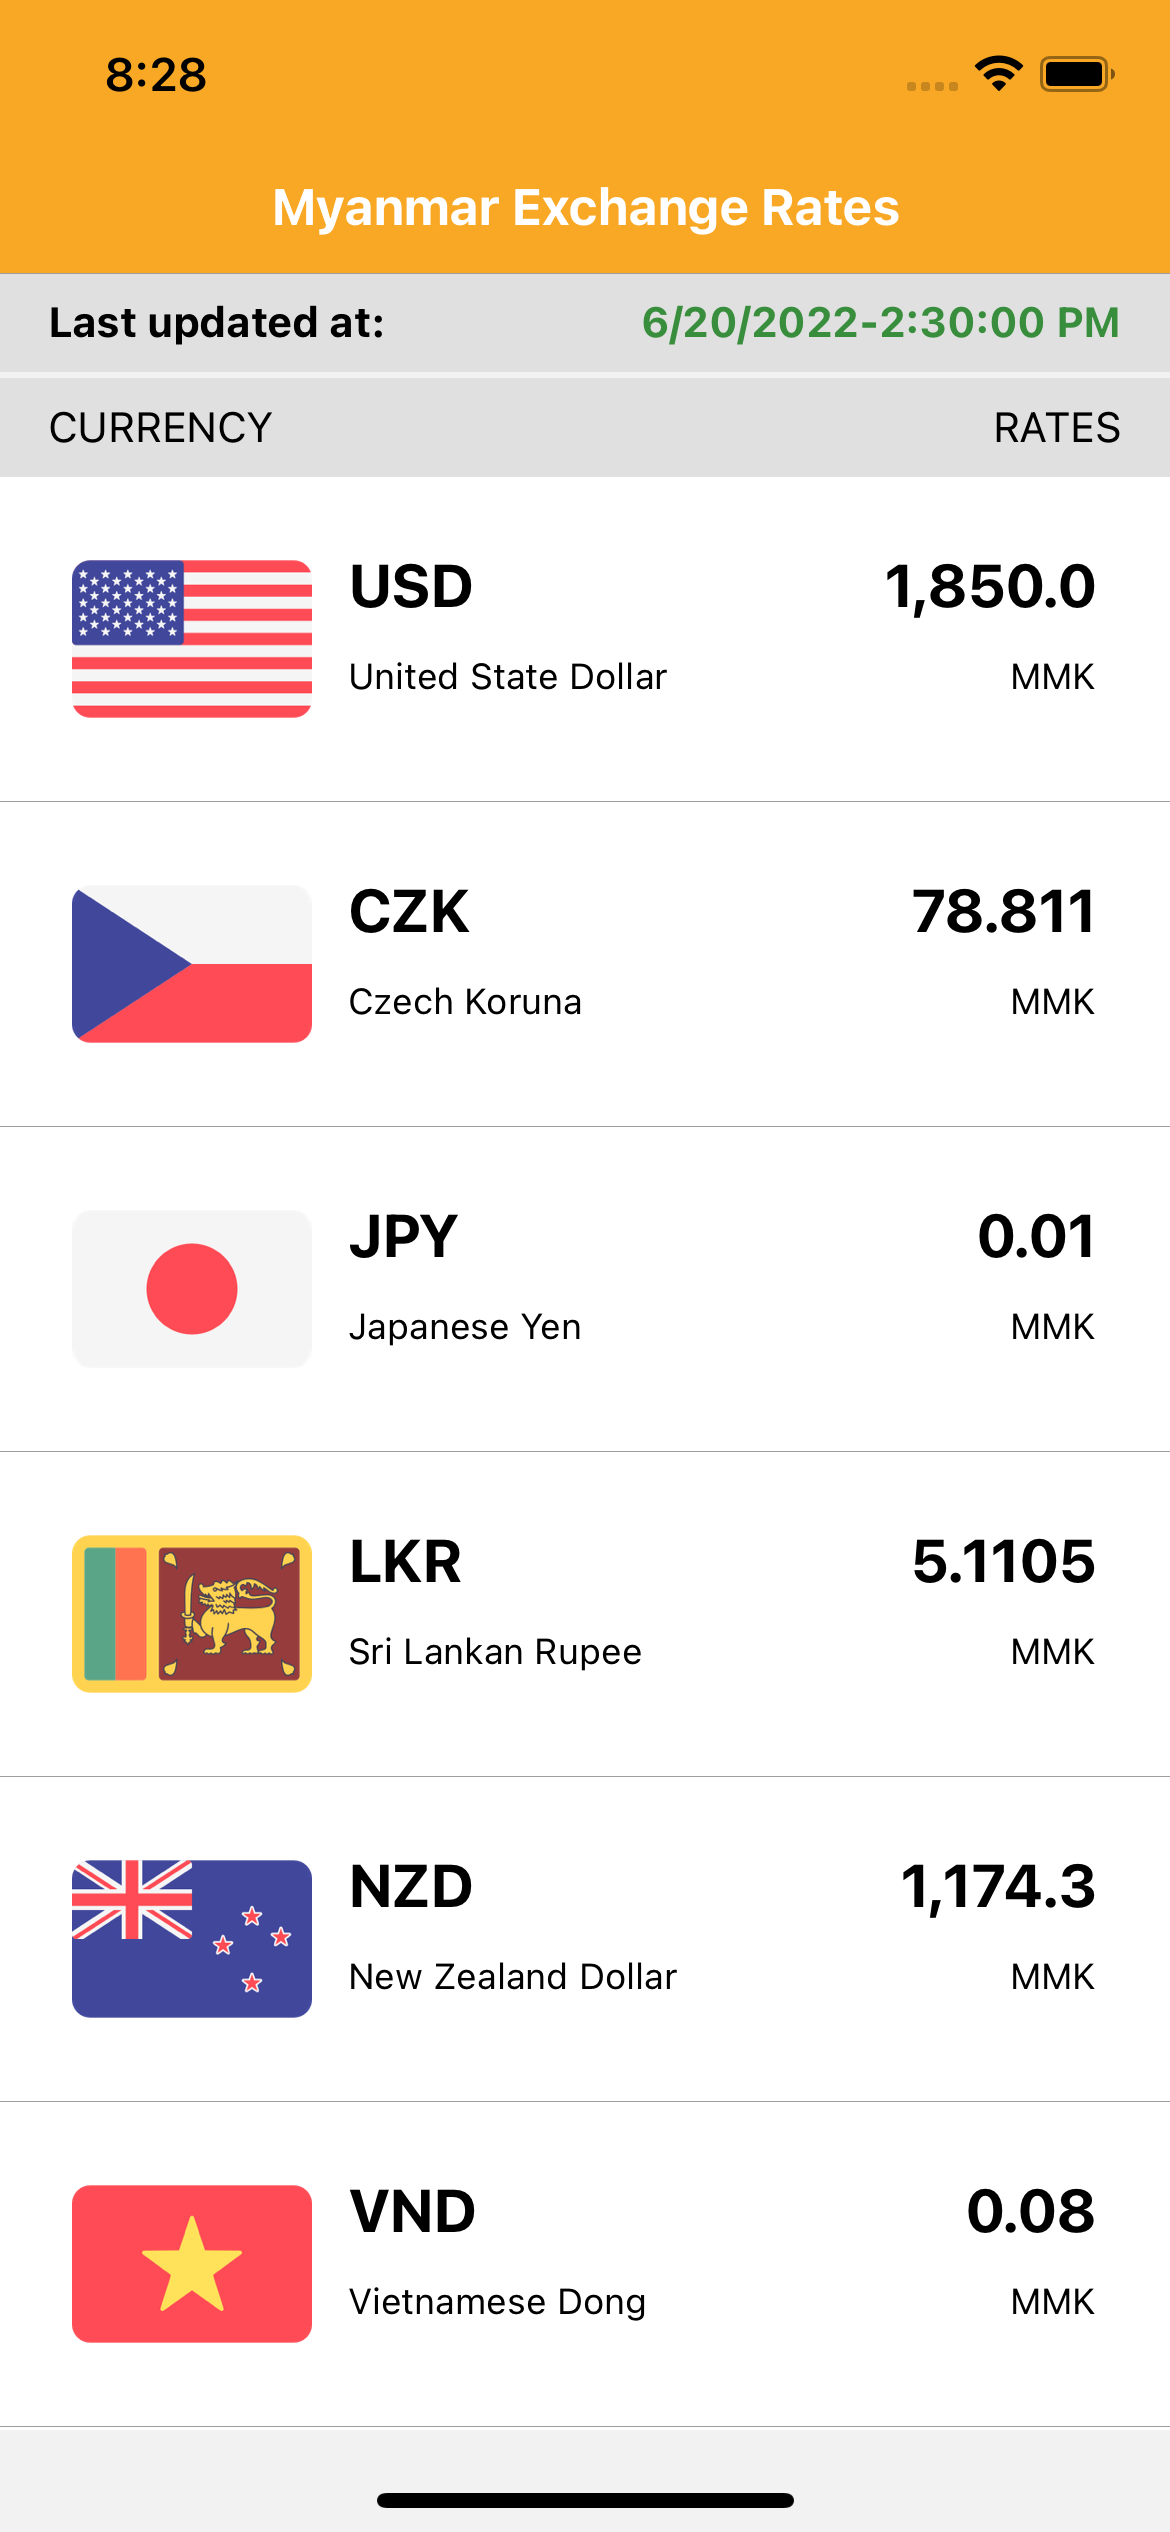 8:28
Myanmar Exchange Rates
Last updated at: 6/20/2022-2:30:00 PM
CURRENCY RATES
USD 1,850.0
United State Dollar MMK
CZK 78.811
Czech Koruna MMK
JPY 0.01
Japanese Yen MMK
LKR 5.1105
Sri Lankan Rupee MMK
NZD 1,174.3
New Zealand Dollar MMK
VND 0.08
Vietnamese Dong MMK